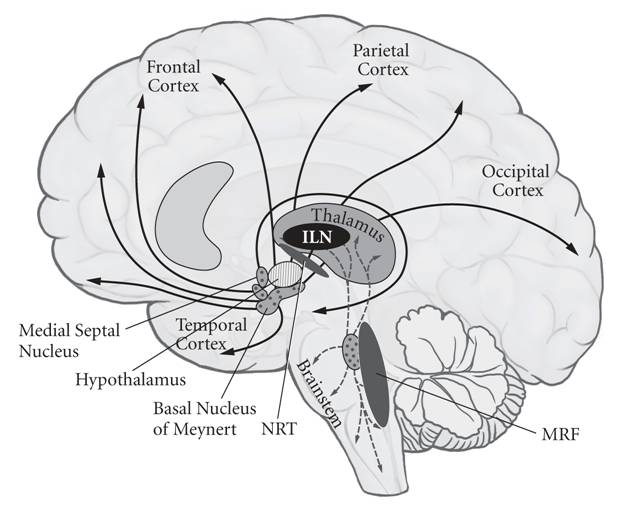 Frontal
Cortex
Parietal
Cortex
Occipital
Cortex
Thalamus
ILN
Medial Septal
Nucleus
Temporal
Cortex
Hypothalamus
Basal Nucleus
of Meynert
NRT
Brainstem
MRF